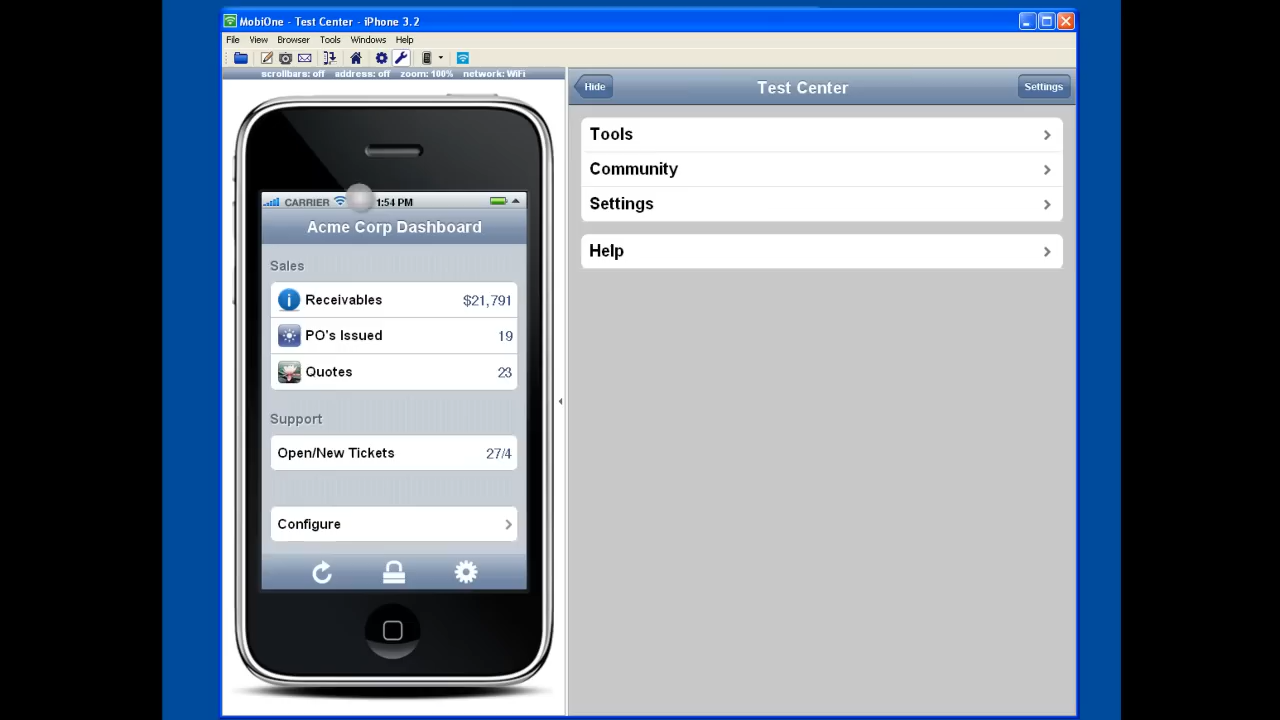 MobiOne - Test Center - iPhone 3.2
File View Browser Tools Windows Help
scrollbars: off address: off zoom: 100% network: WiFi
Hide
Test Center
Settings
Tools
Community
Settings
Help
CARRIER 1:54 PM
Acme Corp Dashboard
Sales
Receivables $21,791
PO's Issued 19
Quotes 23
Support
Open/New Tickets 27/4
Configure